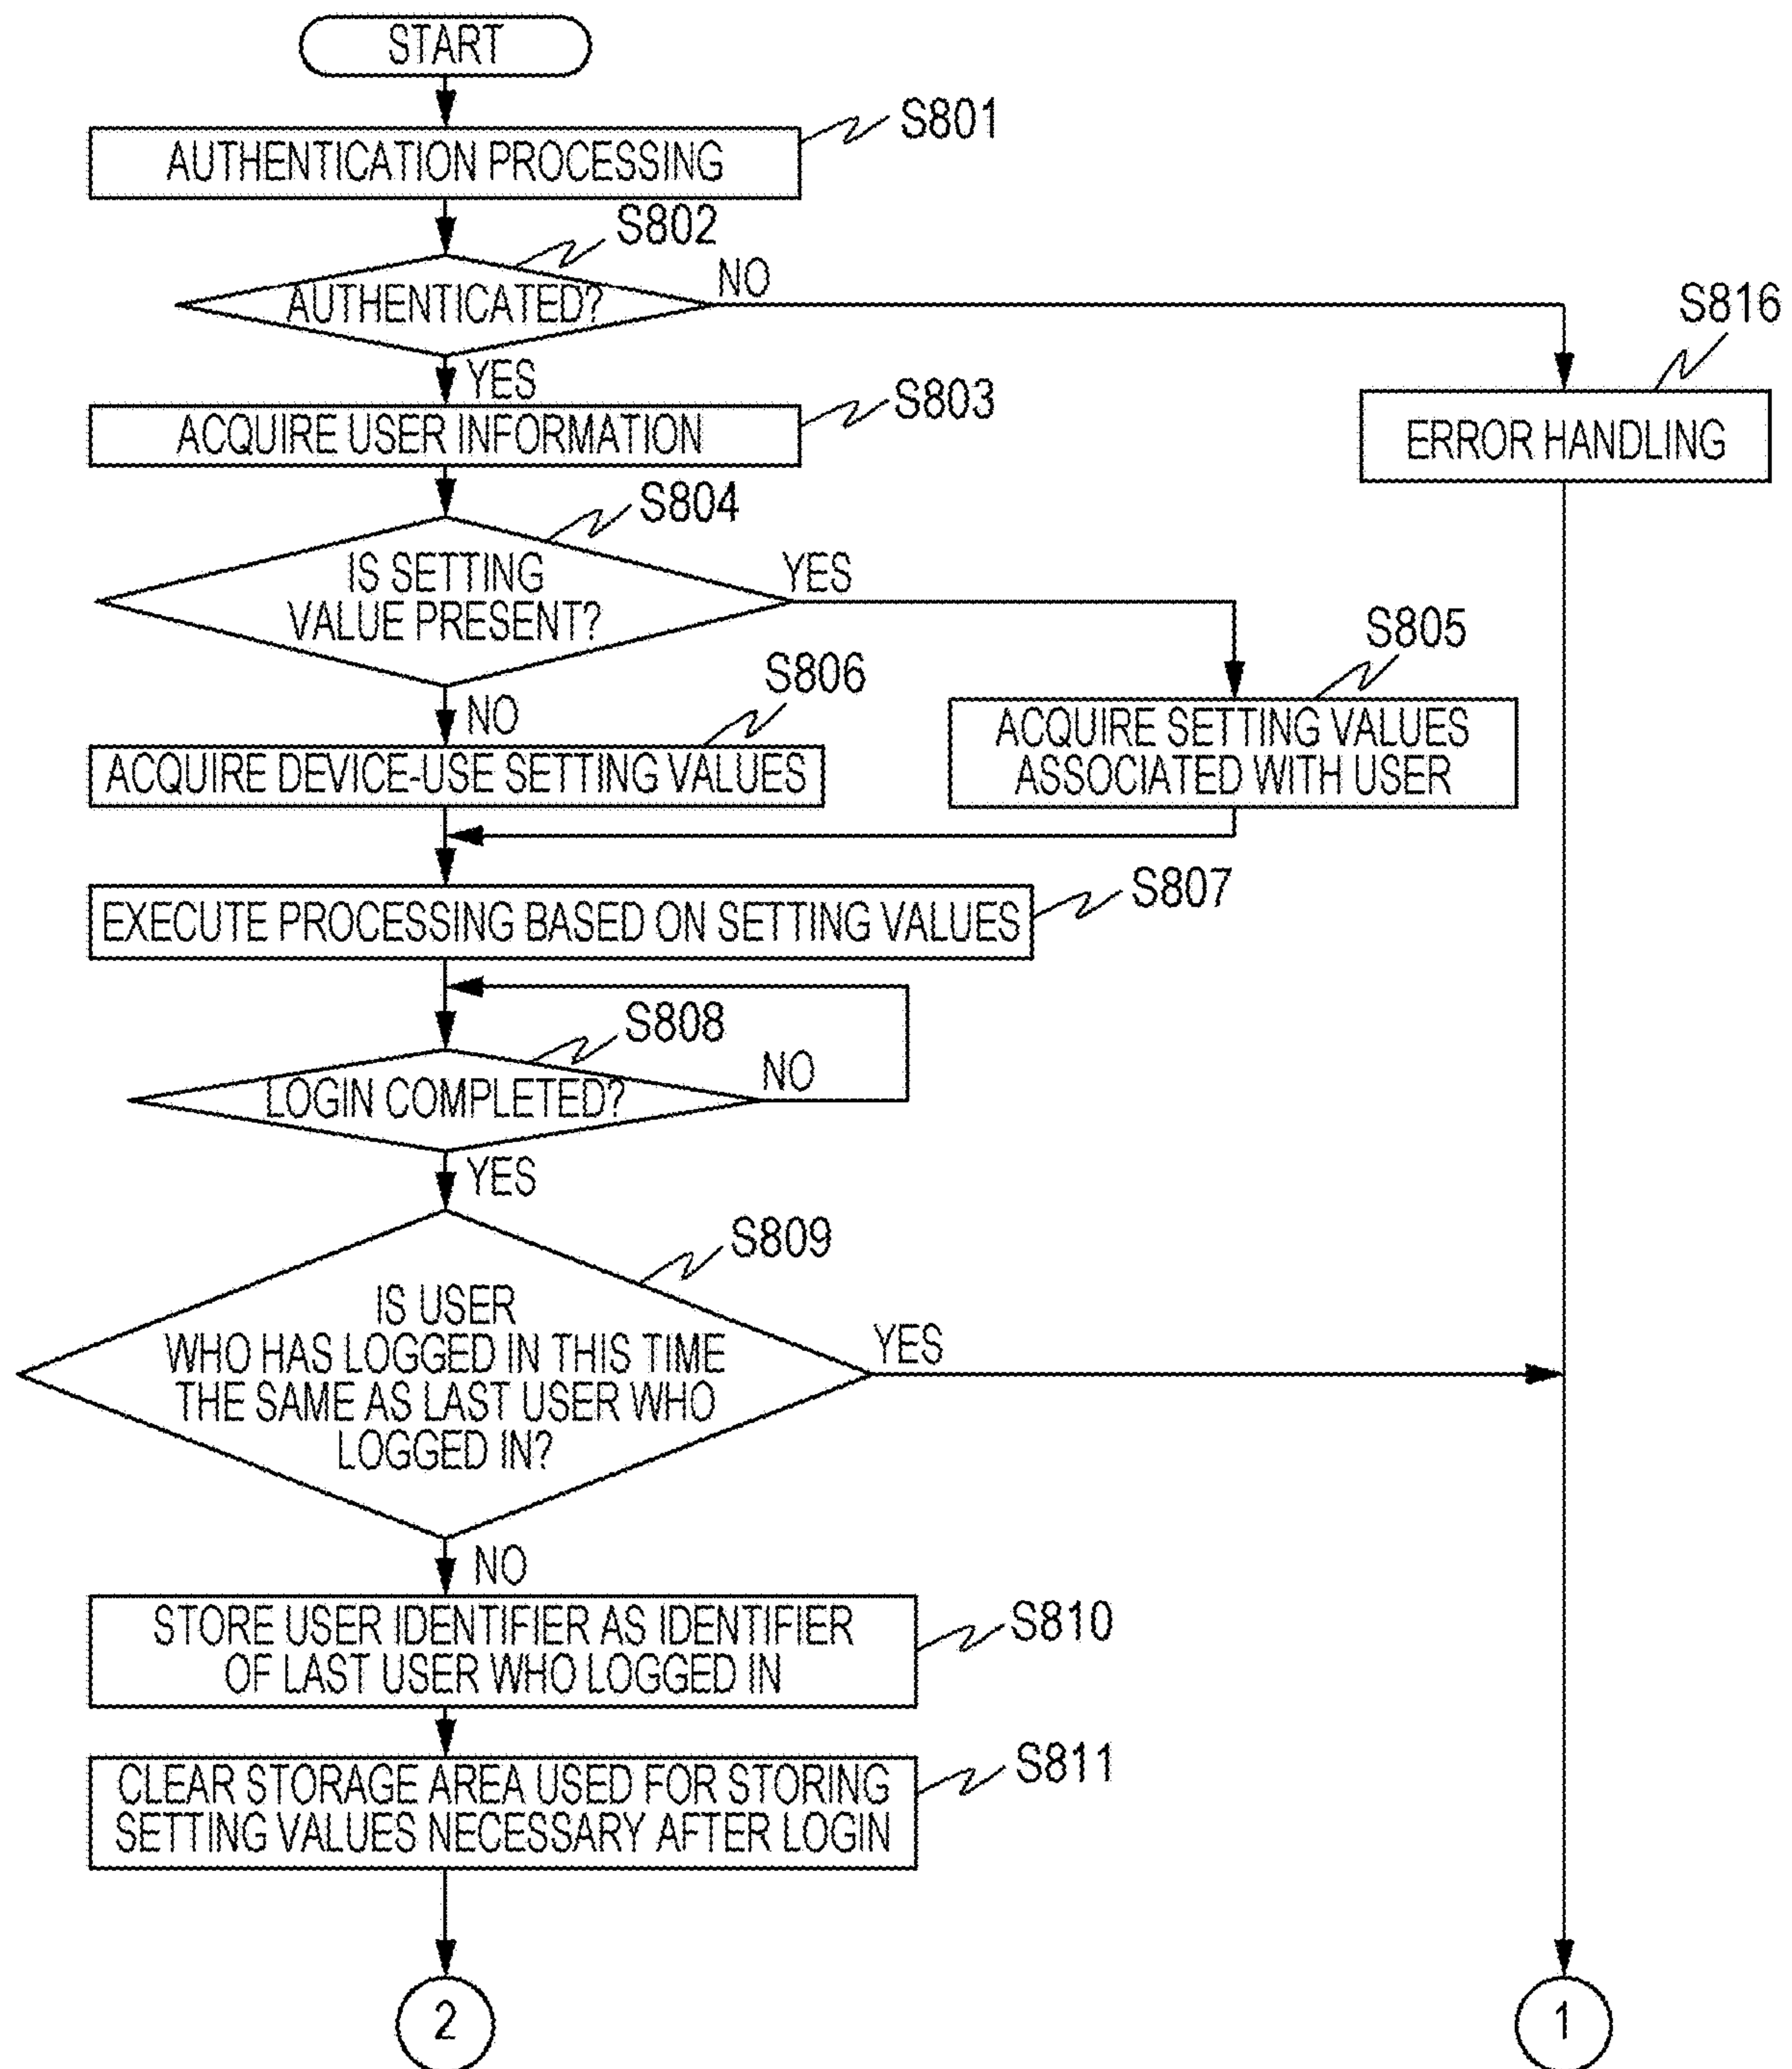 START
S801
AUTHENTICATION PROCESSING
S802
AUTHENTICATED?
NO
YES
S816
ERROR HANDLING
S803
ACQUIRE USER INFORMATION
S804
IS SETTING
VALUE PRESENT?
YES
NO
S805
ACQUIRE SETTING VALUES
ASSOCIATED WITH USER
S806
ACQUIRE DEVICE-USE SETTING VALUES
S807
EXECUTE PROCESSING BASED ON SETTING VALUES
S808
LOGIN COMPLETED?
NO
YES
S809
IS USER
WHO HAS LOGGED IN THIS TIME
THE SAME AS LAST USER WHO
LOGGED IN?
YES
NO
S810
STORE USER IDENTIFIER AS IDENTIFIER
OF LAST USER WHO LOGGED IN
S811
CLEAR STORAGE AREA USED FOR STORING
SETTING VALUES NECESSARY AFTER LOGIN
2
1